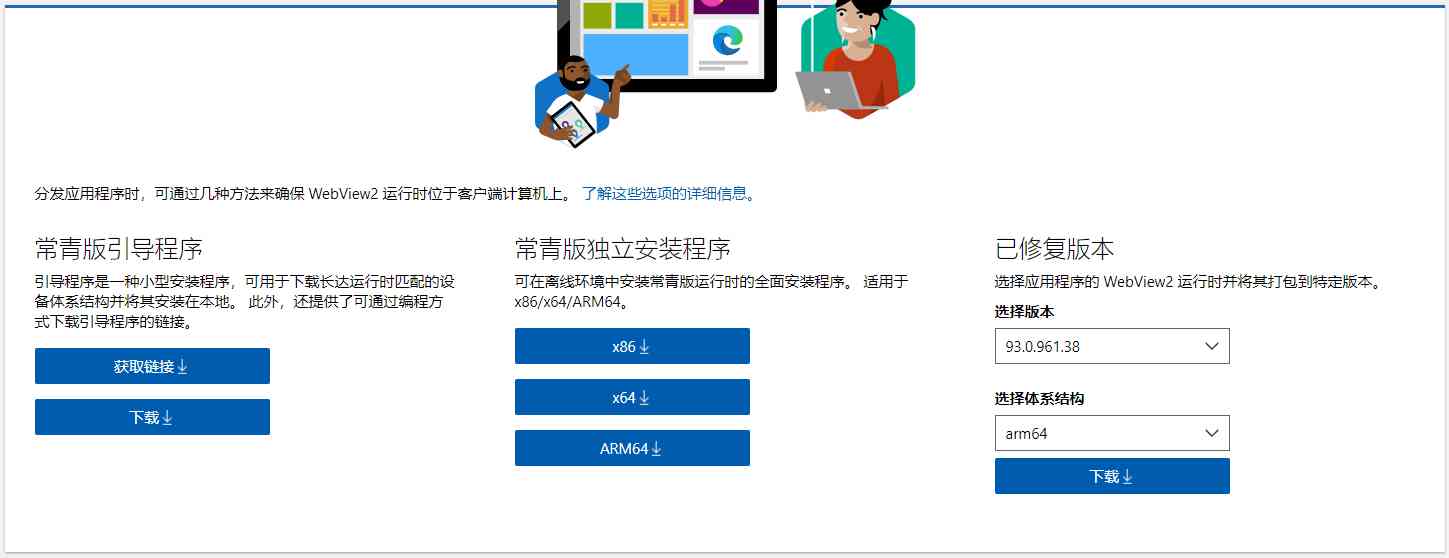 分发应用程序时，可通过几种方法来确保 WebView2 运行时位于客户端计算机上。 了解这些选项的详细信息。
常青版引导程序
引导程序是一种小型安装程序，可用于下载长达运行时匹配的设
备体系结构并将其安装在本地。 此外，还提供了可通过编程方
式下载引导程序的链接。
获取链接
下载
常青版独立安装程序
可在离线环境中安装常青版运行时的全面安装程序。 适用于
x86/x64/ARM64。
x86
x64
ARM64
已修复版本
选择应用程序的 WebView2 运行时并将其打包到特定版本。
选择版本
93.0.961.38
选择体系结构
arm64
下载